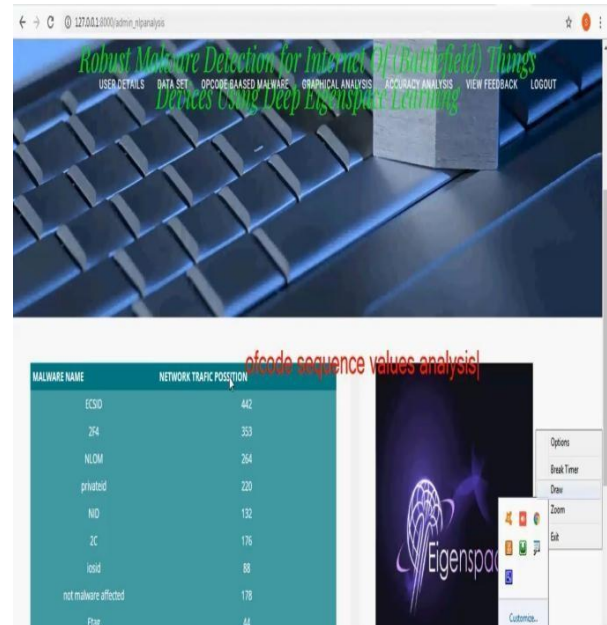 127.0.0.1:8000/admin_nlpanalysis
Robust Malware Detection for Internet Of (Battlefield) Things
USER DETAILS DATA SET OPCODE BAASED MALWARE GRAPHICAL ANALYSIS ACCURACY ANALYSIS VIEW FEEDBACK LOGOUT
Devices Using Deep Eigenspace Learning
ofcode sequence values analysis
MALWARE NAME NETWORK TRAFIC POSSITION
ECSID 442
2F4 353
NLOM 264
privateid 220
NID 132
2C 176
iosid 88
not malware affected 178
Etag 44
Eigenspac
Options
Break Timer
Draw
Zoom
Exit
Customize...